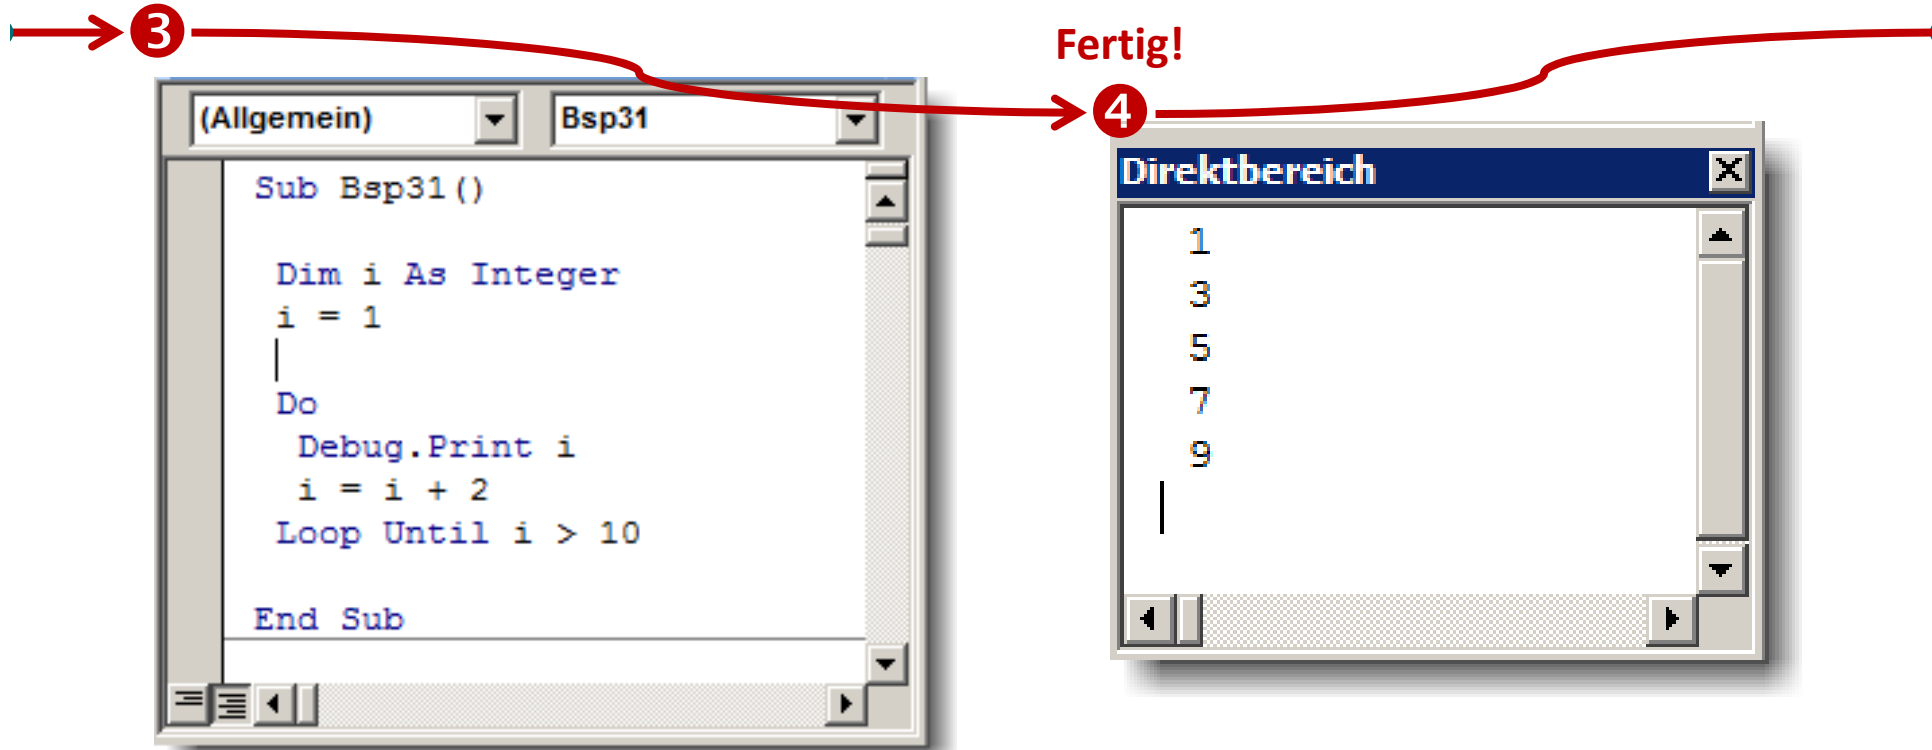 3
Fertig!
4
(Allgemein)
Bsp31
Sub Bsp31()
Dim i As Integer
i = 1
Do
Debug.Print i
i = i + 2
Loop Until i > 10
End Sub
Direktbereich
1
3
5
7
9